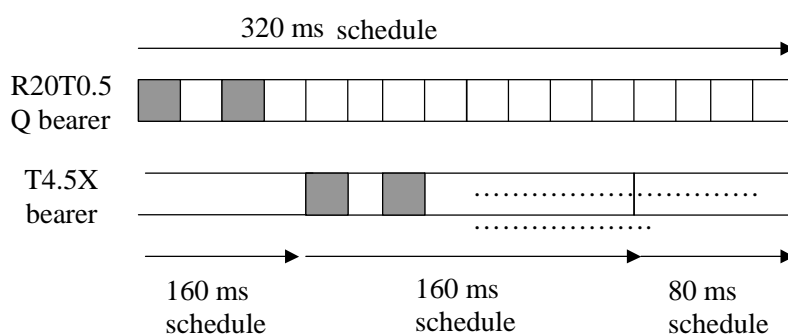 320 ms schedule
R20T0.5
Q bearer
T4.5X
bearer
160 ms
schedule
160 ms
schedule
80 ms
schedule